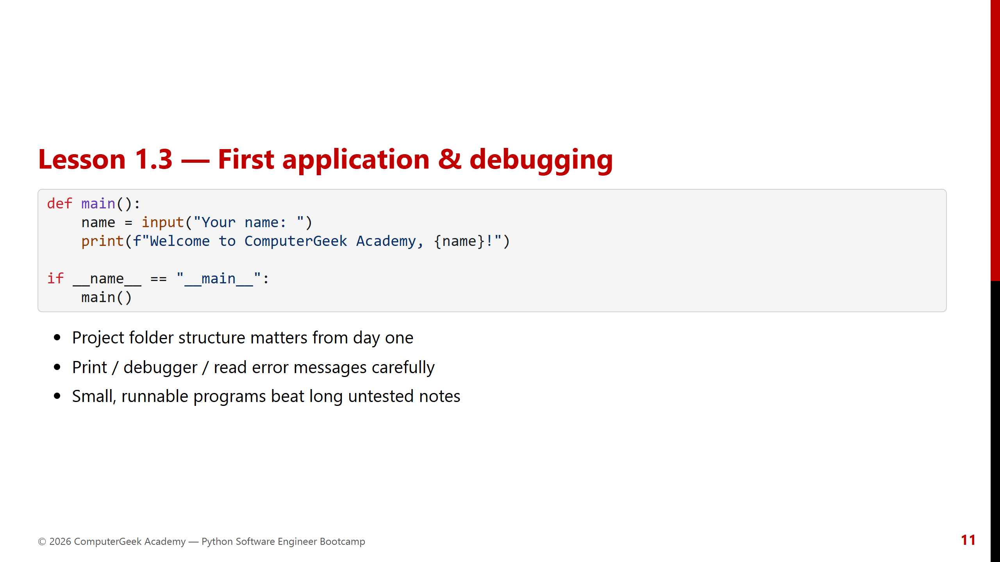 Lesson 1.3 — First application & debugging
def main():
    name = input("Your name: ")
    print(f"Welcome to ComputerGeek Academy, {name}!")
if __name__ == "__main__":
    main()
• Project folder structure matters from day one
• Print / debugger / read error messages carefully
• Small, runnable programs beat long untested notes
© 2026 ComputerGeek Academy — Python Software Engineer Bootcamp
11